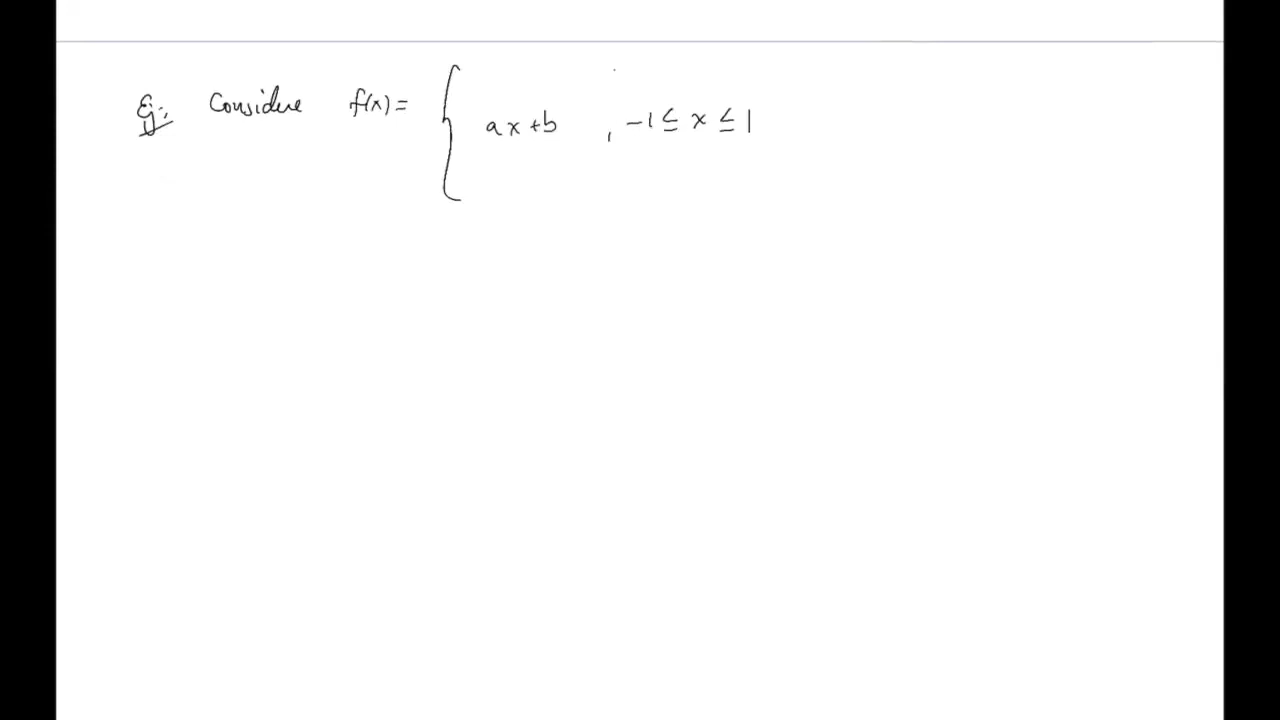 Eg:- Consider f(x) = {
ax + b , -1 ≤ x ≤ 1